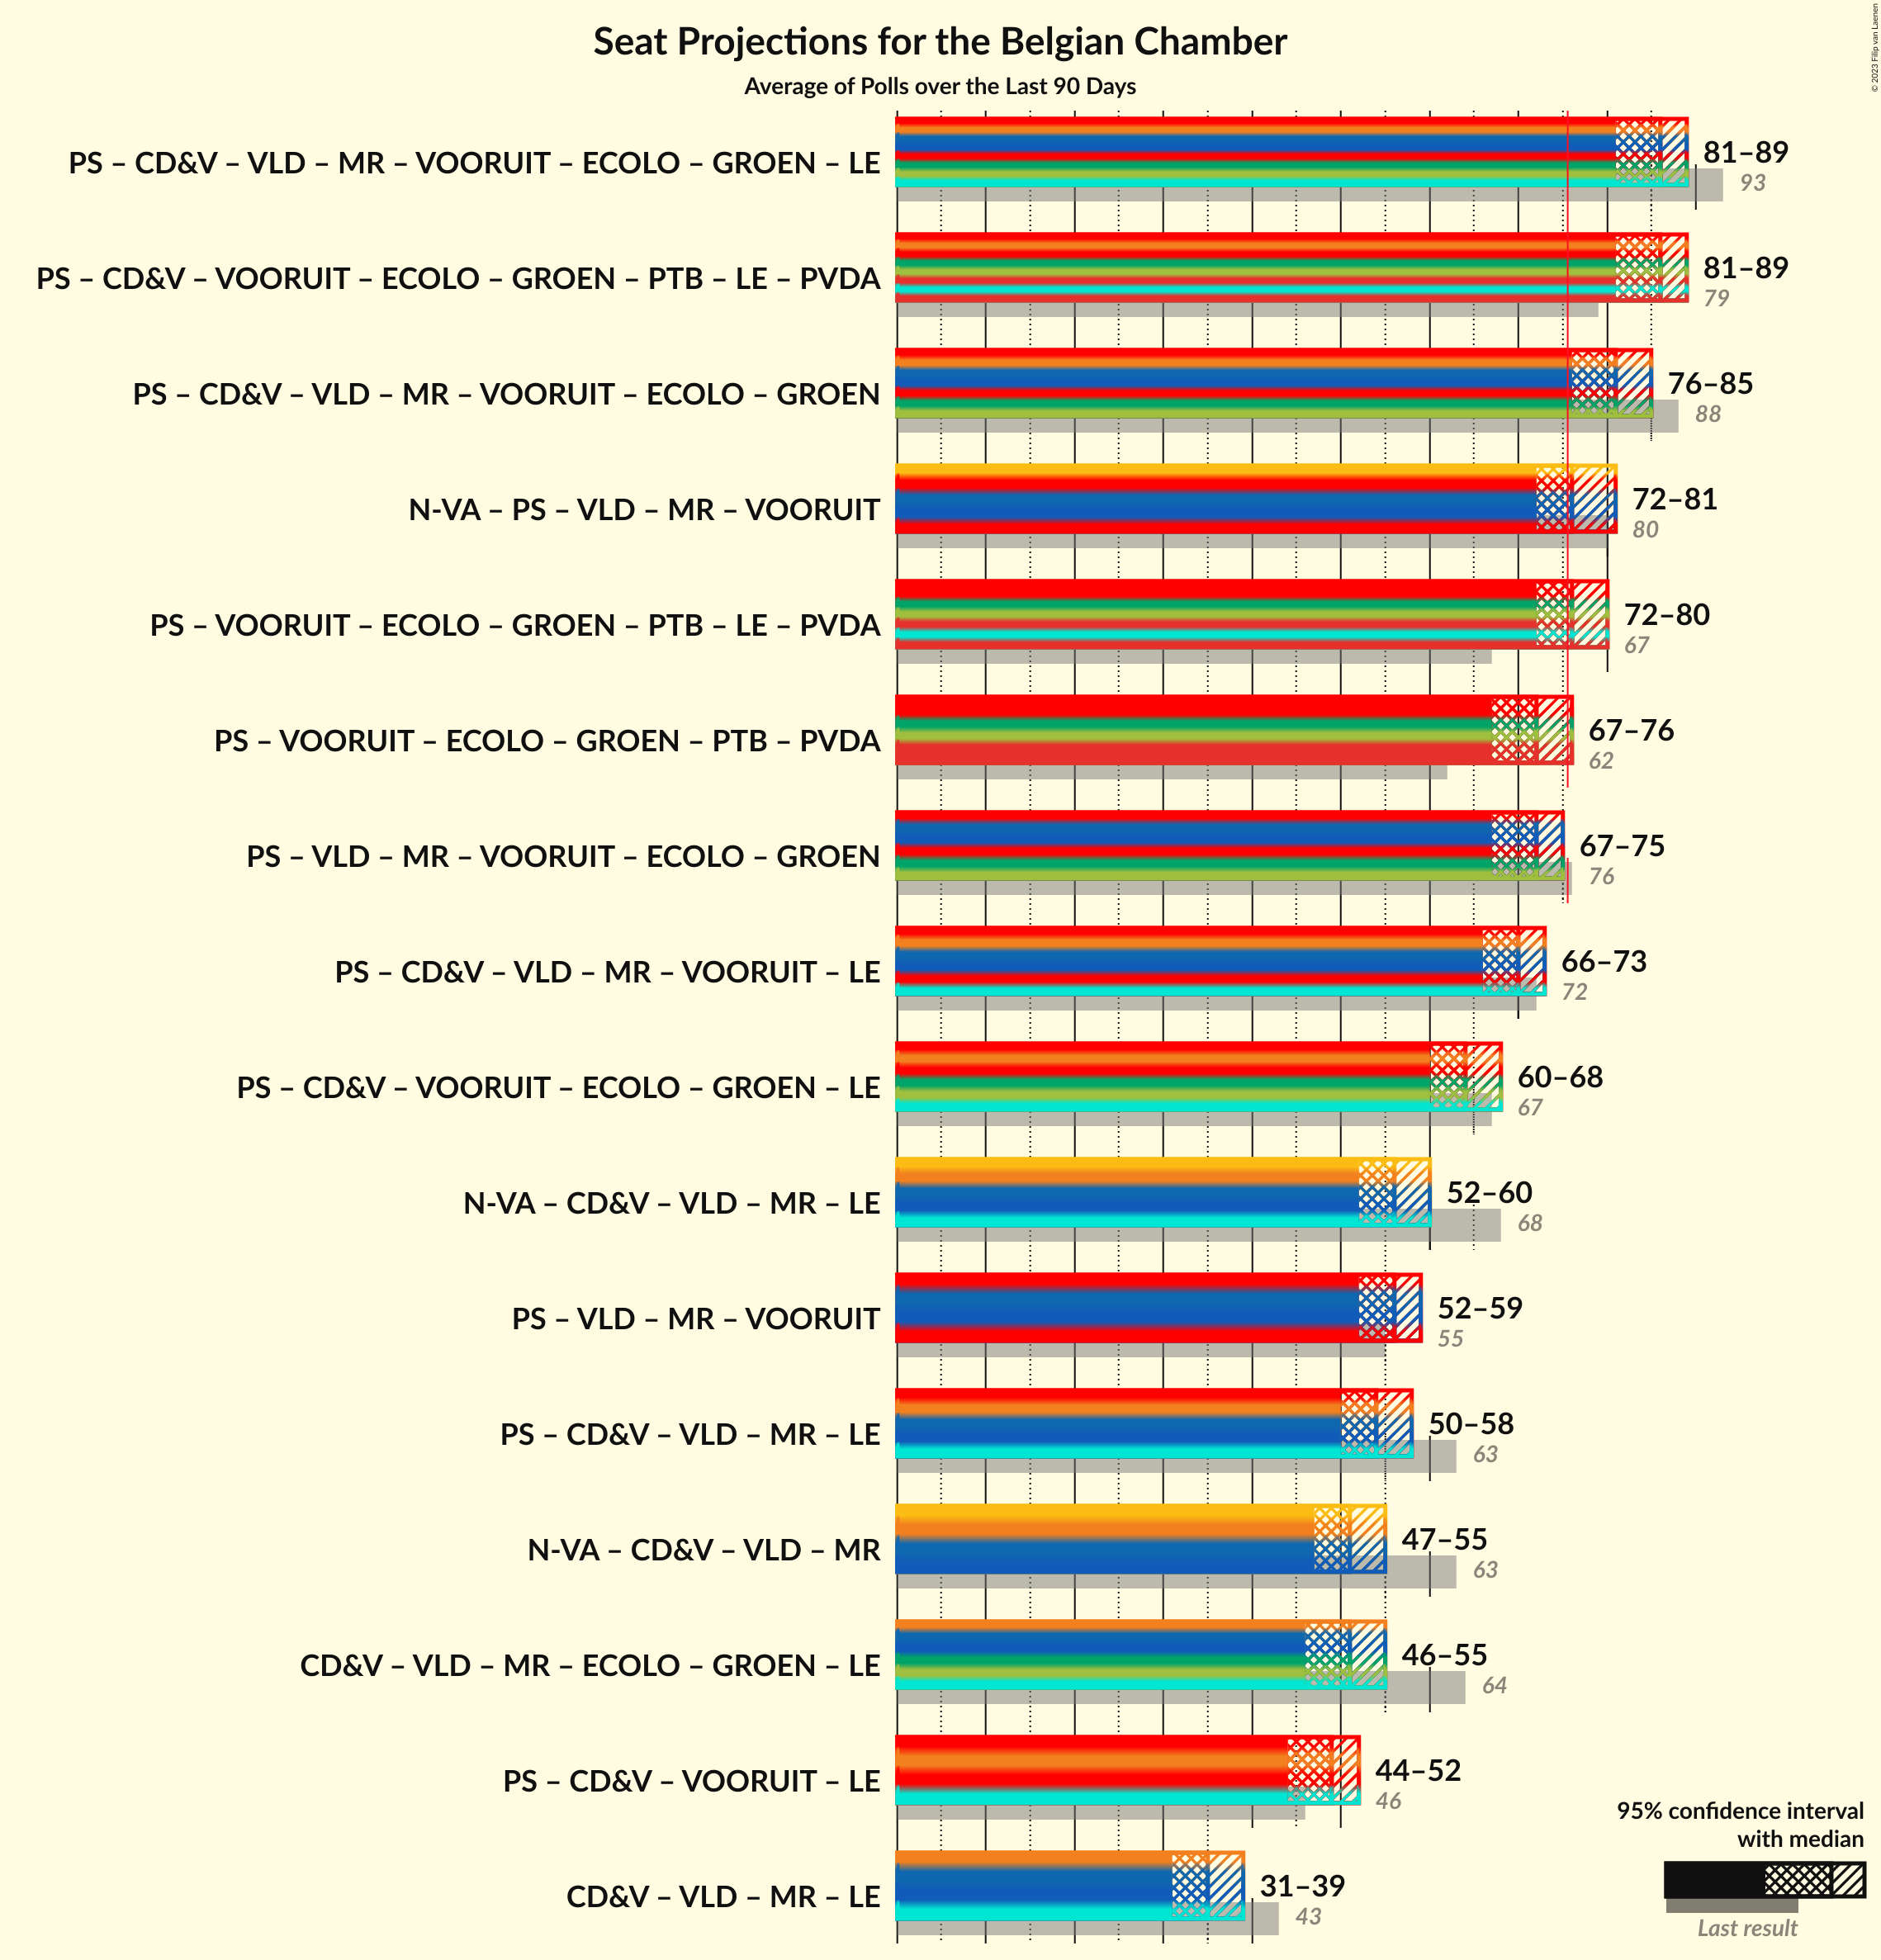 Seat Projections for the Belgian Chamber
Average of Polls over the Last 90 Days
© 2023 Filip van Laenen
PS – CD&V – VLD – MR – VOORUIT – ECOLO – GROEN – LE
81–89
93
PS – CD&V – VOORUIT – ECOLO – GROEN – PTB – LE – PVDA
81–89
79
PS – CD&V – VLD – MR – VOORUIT – ECOLO – GROEN
76–85
88
N-VA – PS – VLD – MR – VOORUIT
72–81
80
PS – VOORUIT – ECOLO – GROEN – PTB – LE – PVDA
72–80
67
PS – VOORUIT – ECOLO – GROEN – PTB – PVDA
67–76
62
PS – VLD – MR – VOORUIT – ECOLO – GROEN
67–75
76
PS – CD&V – VLD – MR – VOORUIT – LE
66–73
72
PS – CD&V – VOORUIT – ECOLO – GROEN – LE
60–68
67
N-VA – CD&V – VLD – MR – LE
52–60
68
PS – VLD – MR – VOORUIT
52–59
55
PS – CD&V – VLD – MR – LE
50–58
63
N-VA – CD&V – VLD – MR
47–55
63
CD&V – VLD – MR – ECOLO – GROEN – LE
46–55
64
PS – CD&V – VOORUIT – LE
44–52
46
CD&V – VLD – MR – LE
31–39
43
95% confidence interval
with median
Last result